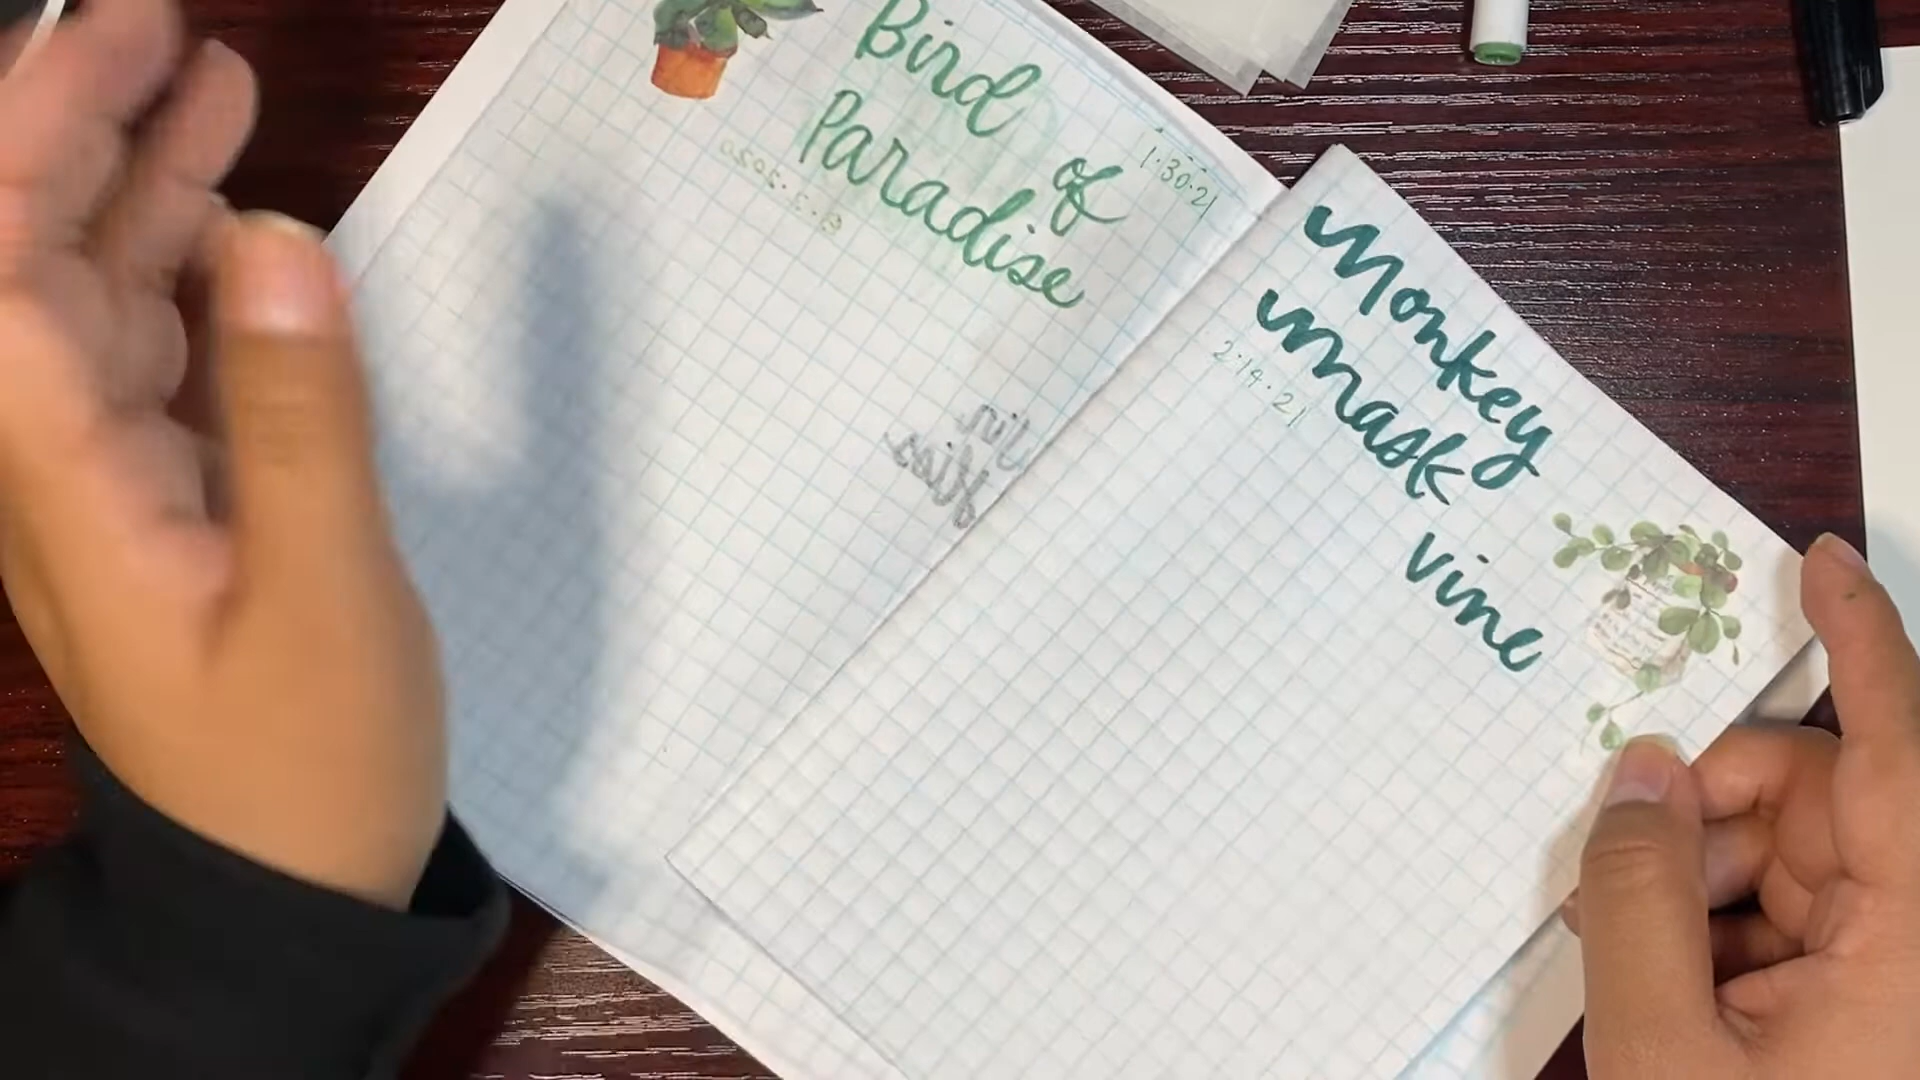 Bird
of
Paradise
1.30.21
Monkey
mask
vine
2.14.21